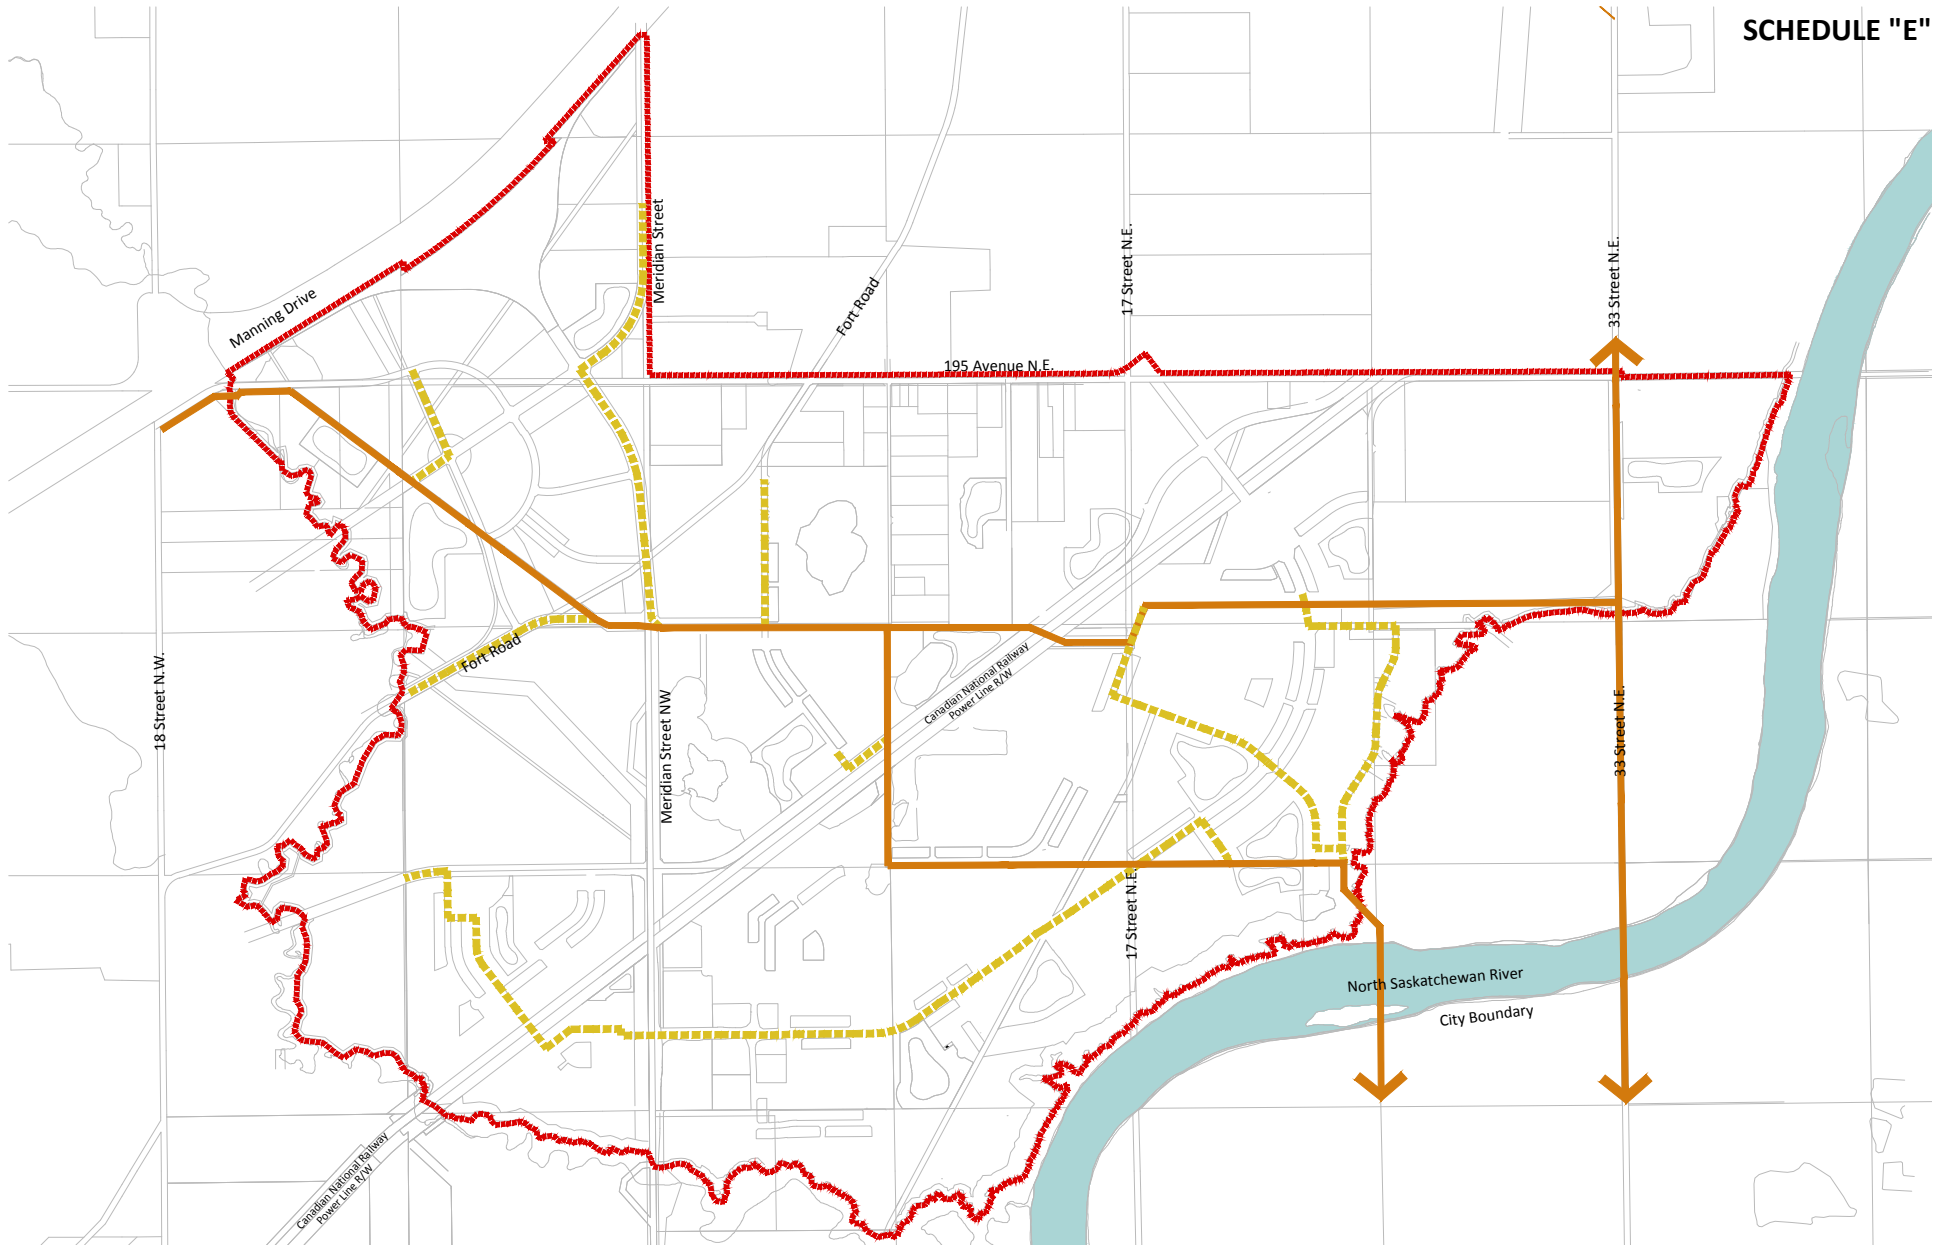 SCHEDULE "E"
Meridian Street
17 Street N.E.
33 Street N.E.
Manning Drive
Fort Road
195 Avenue N.E.
Fort Road
18 Street N.W.
Meridian Street NW
Canadian National Railway
Power Line R/W
33 Street N.E.
17 Street N.E.
North Saskatchewan River
City Boundary
Canadian National Railway
Power Line R/W